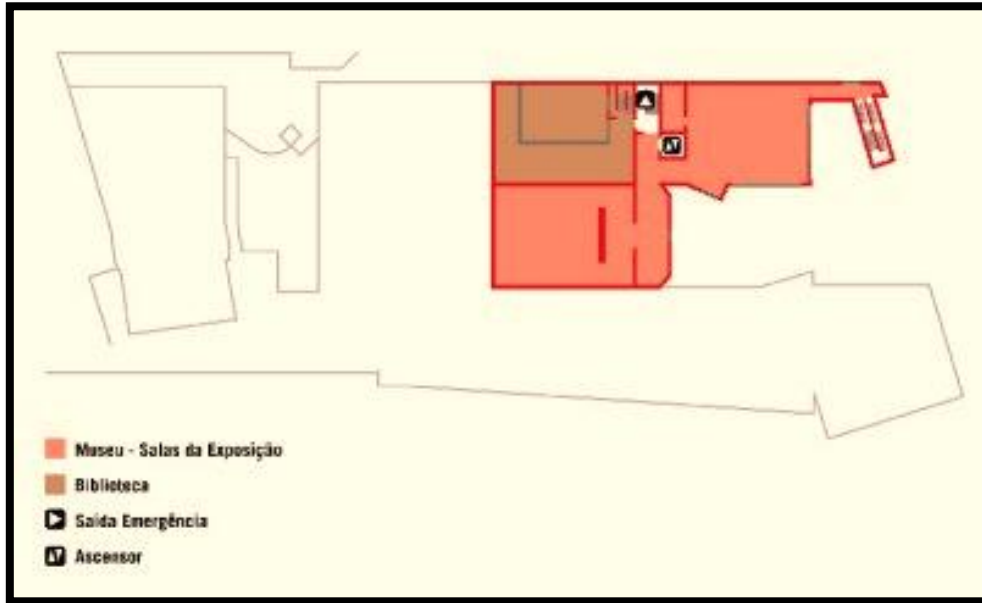 Museu - Salas da Exposição
Biblioteca
Saída Emergência
Ascensor